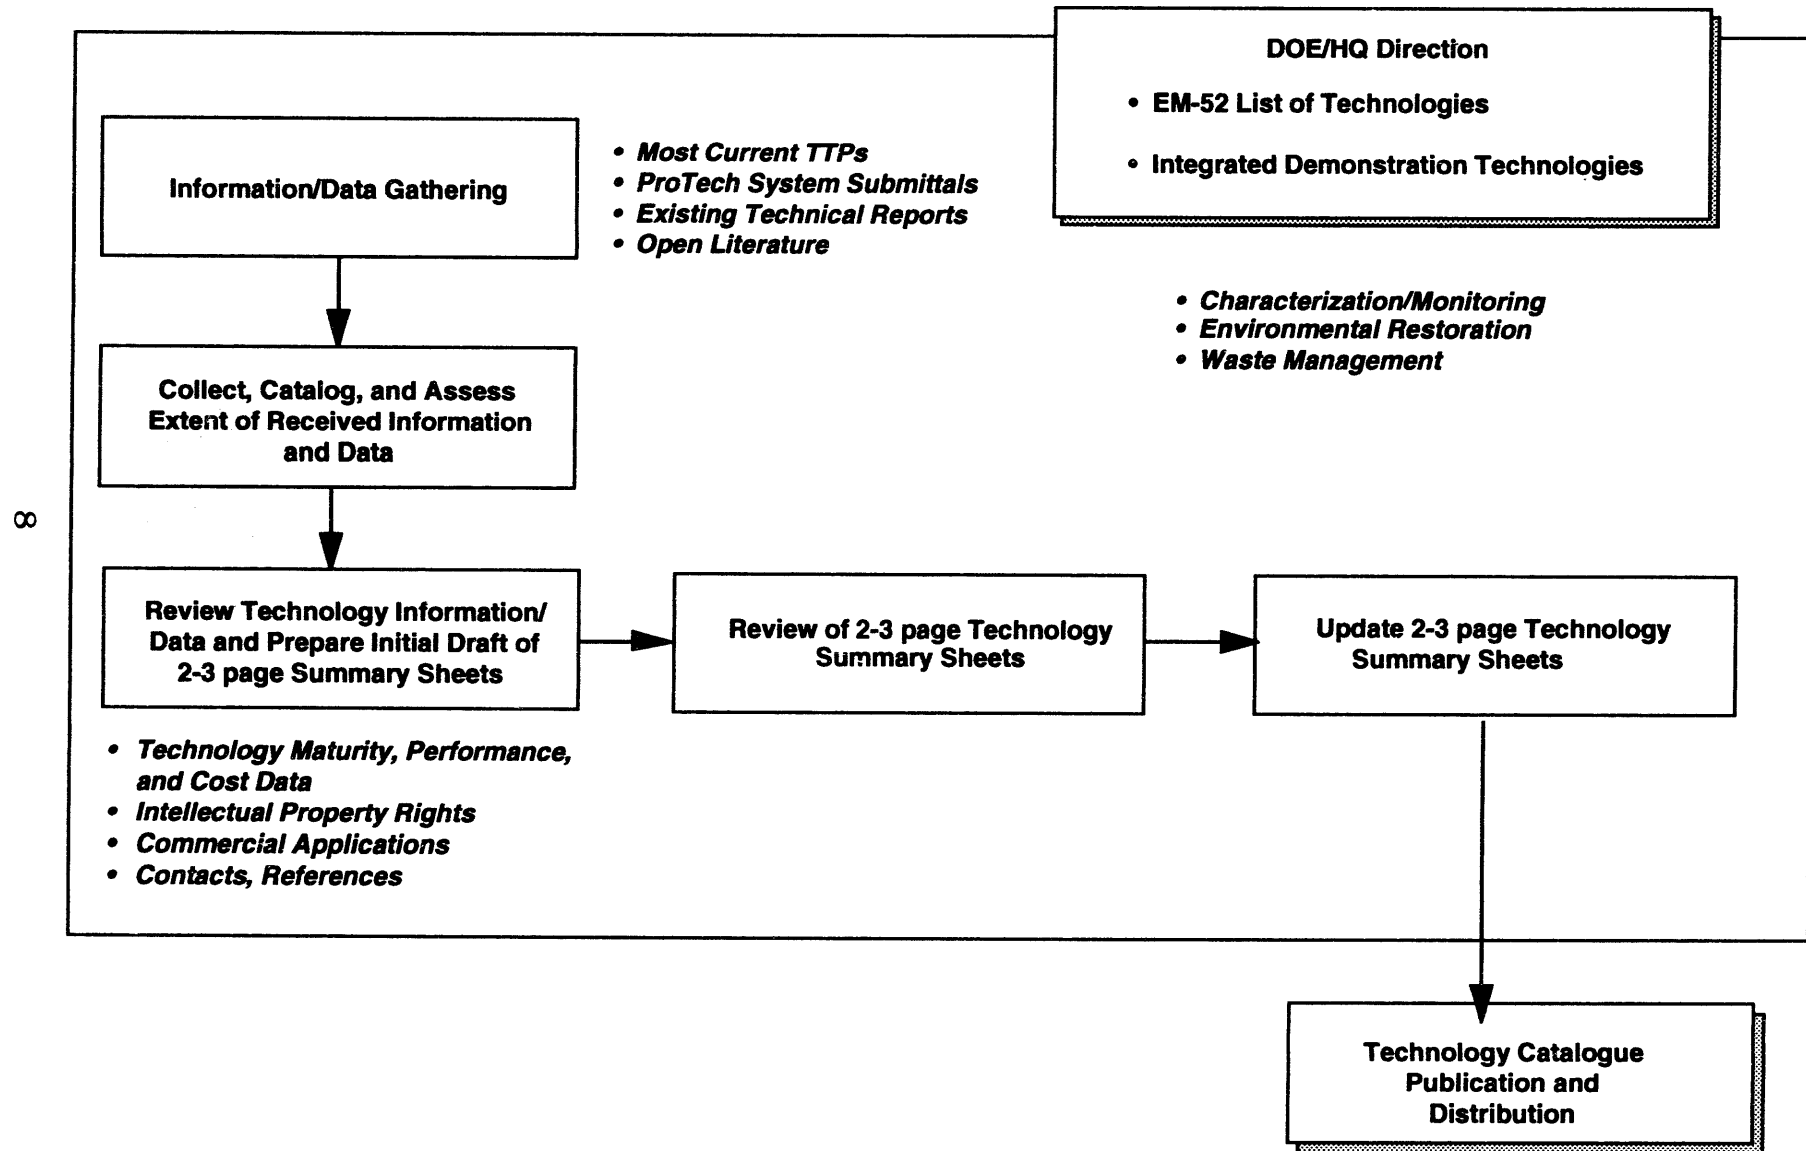 DOE/HQ Direction
• EM-52 List of Technologies
• Integrated Demonstration Technologies
Information/Data Gathering
• Most Current TTPs
• ProTech System Submittals
• Existing Technical Reports
• Open Literature
• Characterization/Monitoring
• Environmental Restoration
• Waste Management
Collect, Catalog, and Assess
Extent of Received Information
and Data
8
Review Technology Information/
Data and Prepare Initial Draft of
2-3 page Summary Sheets
Review of 2-3 page Technology
Summary Sheets
Update 2-3 page Technology
Summary Sheets
• Technology Maturity, Performance,
and Cost Data
• Intellectual Property Rights
• Commercial Applications
• Contacts, References
Technology Catalogue
Publication and
Distribution